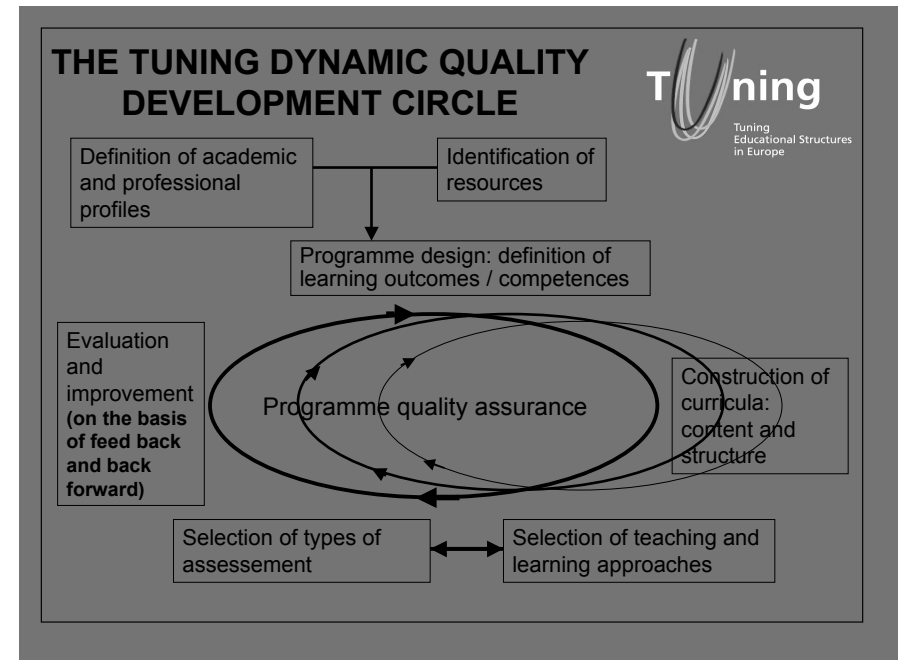 THE TUNING DYNAMIC QUALITY
DEVELOPMENT CIRCLE
Tuning
Tuning
Educational Structures
in Europe
Definition of academic
and professional
profiles
Identification of
resources
Programme design: definition of
learning outcomes / competences
Evaluation
and
improvement
(on the basis
of feed back
and back
forward)
Programme quality assurance
Construction of
curricula:
content and
structure
Selection of types of
assessement
Selection of teaching and
learning approaches